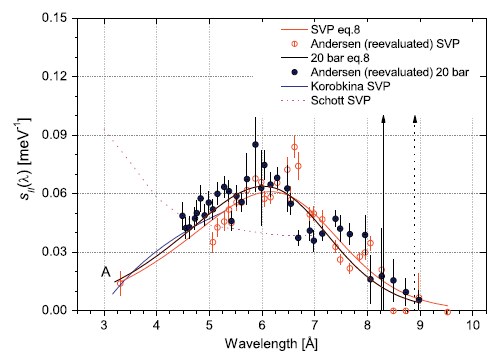 0.15
0.12
0.09
0.06
0.03
0.00
s_II(λ) [meV⁻¹]
SVP eq.8
Andersen (reevaluated) SVP
20 bar eq.8
Andersen (reevaluated) 20 bar
Korobkina SVP
Schott SVP
A
3 4 5 6 7 8 9 10
Wavelength [Å]